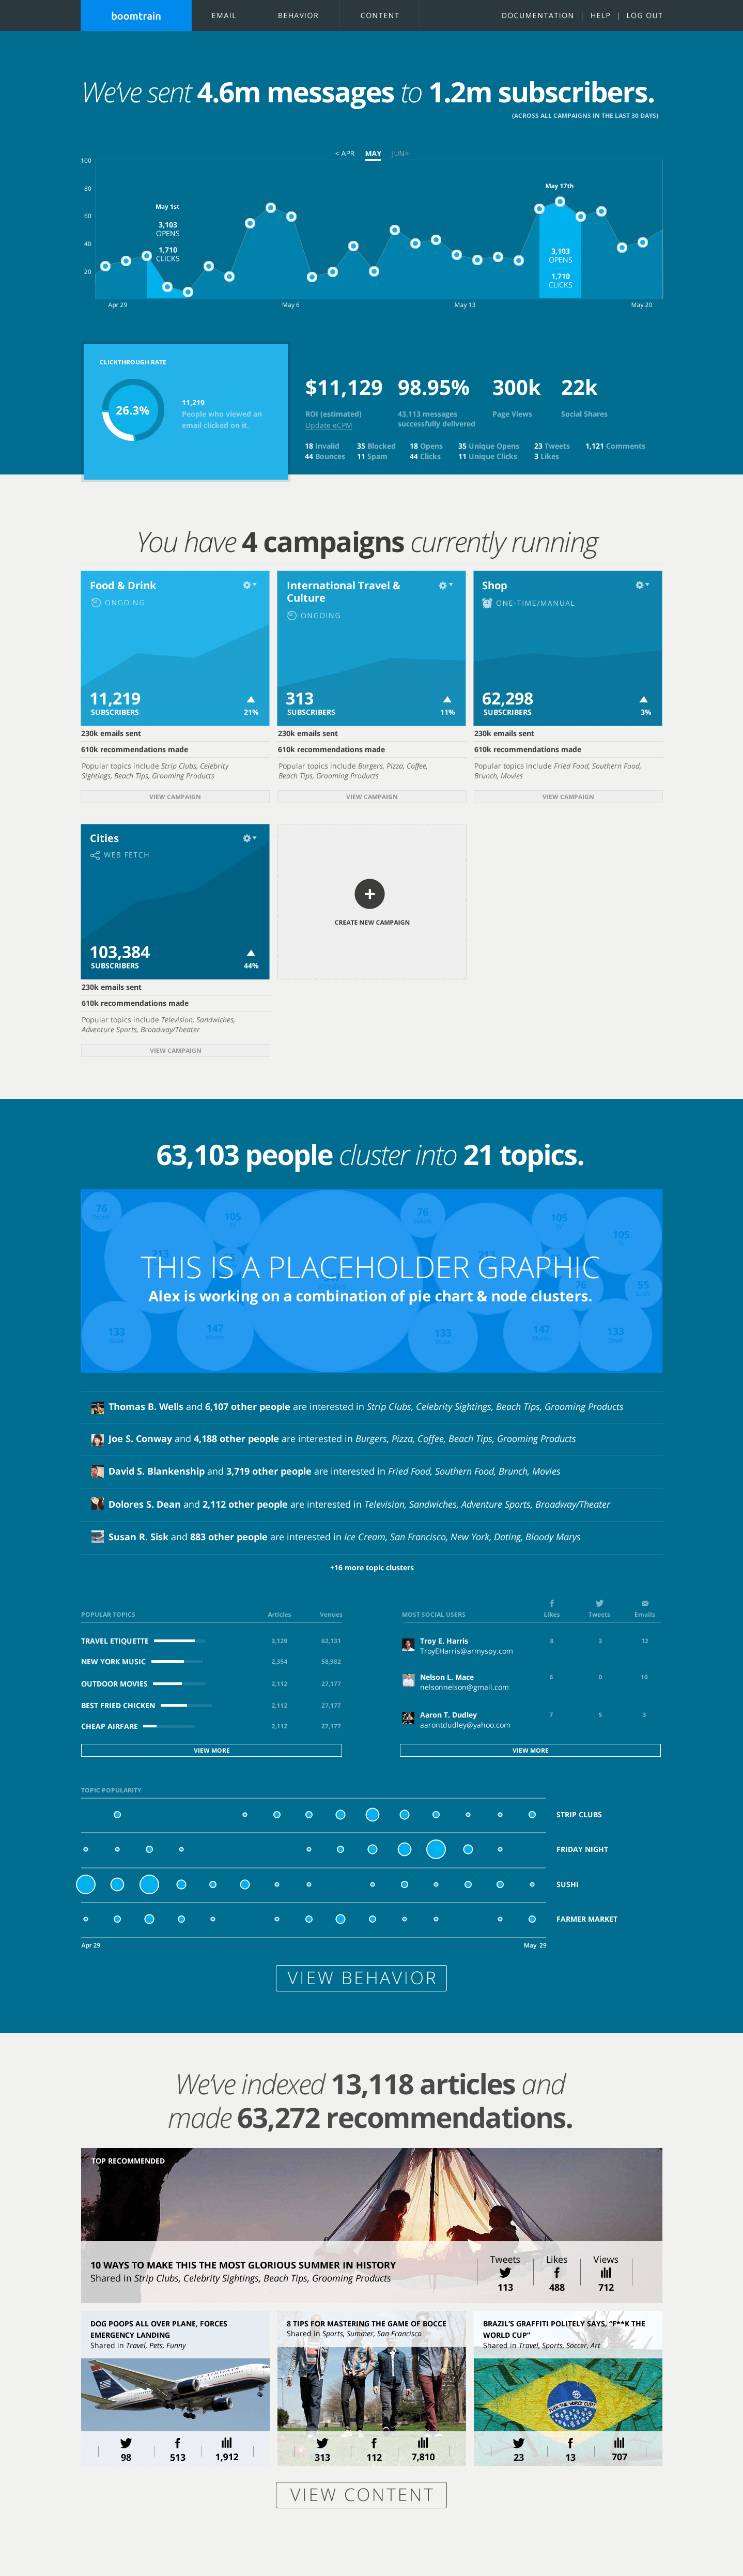 boomtrain
EMAIL
BEHAVIOR
CONTENT
DOCUMENTATION | HELP | LOG OUT
We've sent 4.6m messages to 1.2m subscribers.
(ACROSS ALL CAMPAIGNS IN THE LAST 30 DAYS)
< APR MAY JUN>
100
80
60
40
20
May 1st
3,103
OPENS
1,710
CLICKS
May 17th
3,103
OPENS
1,710
CLICKS
Apr 29
May 6
May 13
May 20
CLICKTHROUGH RATE
26.3%
11,219
People who viewed an
email clicked on it.
$11,129 98.95% 300k 22k
ROI (estimated)
Update eCPM
43,113 messages
successfully delivered
Page Views
Social Shares
18 Invalid 35 Blocked 18 Opens 35 Unique Opens 23 Tweets 1,121 Comments
44 Bounces 11 Spam 44 Clicks 11 Unique Clicks 3 Likes
You have 4 campaigns currently running
Food & Drink
ONGOING
11,219
SUBSCRIBERS
21%
230k emails sent
610k recommendations made
Popular topics include Strip Clubs, Celebrity
Sightings, Beach Tips, Grooming Products
VIEW CAMPAIGN
International Travel &
Culture
ONGOING
313
SUBSCRIBERS
11%
230k emails sent
610k recommendations made
Popular topics include Burgers, Pizza, Coffee,
Beach Tips, Grooming Products
VIEW CAMPAIGN
Shop
ONE-TIME/MANUAL
62,298
SUBSCRIBERS
3%
230k emails sent
610k recommendations made
Popular topics include Fried Food, Southern Food,
Brunch, Movies
VIEW CAMPAIGN
Cities
WEB FETCH
103,384
SUBSCRIBERS
44%
230k emails sent
610k recommendations made
Popular topics include Television, Sandwiches,
Adventure Sports, Broadway/Theater
VIEW CAMPAIGN
+
CREATE NEW CAMPAIGN
63,103 people cluster into 21 topics.
76
105
76
105
105
213
213
THIS IS A PLACEHOLDER GRAPHIC
76
55
Alex is working on a combination of pie chart & node clusters.
133
147
133
147
133
Thomas B. Wells and 6,107 other people are interested in Strip Clubs, Celebrity Sightings, Beach Tips, Grooming Products
Joe S. Conway and 4,188 other people are interested in Burgers, Pizza, Coffee, Beach Tips, Grooming Products
David S. Blankenship and 3,719 other people are interested in Fried Food, Southern Food, Brunch, Movies
Dolores S. Dean and 2,112 other people are interested in Television, Sandwiches, Adventure Sports, Broadway/Theater
Susan R. Sisk and 883 other people are interested in Ice Cream, San Francisco, New York, Dating, Bloody Marys
+16 more topic clusters
POPULAR TOPICS Articles Venues
TRAVEL ETIQUETTE 3,129 62,131
NEW YORK MUSIC 2,354 58,982
OUTDOOR MOVIES 2,112 27,177
BEST FRIED CHICKEN 2,112 27,177
CHEAP AIRFARE 2,112 27,177
VIEW MORE
MOST SOCIAL USERS Likes Tweets Emails
Troy E. Harris 8 3 12
TroyEHarris@armyspy.com
Nelson L. Mace 6 0 10
nelsonnelson@gmail.com
Aaron T. Dudley 7 5 3
aarontdudley@yahoo.com
VIEW MORE
TOPIC POPULARITY
STRIP CLUBS
FRIDAY NIGHT
SUSHI
FARMER MARKET
Apr 29
May 29
VIEW BEHAVIOR
We've indexed 13,118 articles and
made 63,272 recommendations.
TOP RECOMMENDED
10 WAYS TO MAKE THIS THE MOST GLORIOUS SUMMER IN HISTORY
Shared in Strip Clubs, Celebrity Sightings, Beach Tips, Grooming Products
Tweets Likes Views
113 488 712
DOG POOPS ALL OVER PLANE, FORCES
EMERGENCY LANDING
Shared in Travel, Pets, Funny
98 513 1,912
8 TIPS FOR MASTERING THE GAME OF BOCCE
Shared in Sports, Summer, San Francisco
313 112 7,810
BRAZIL'S GRAFFITI POLITELY SAYS, "F**K THE
WORLD CUP"
Shared in Travel, Sports, Soccer, Art
23 13 707
VIEW CONTENT